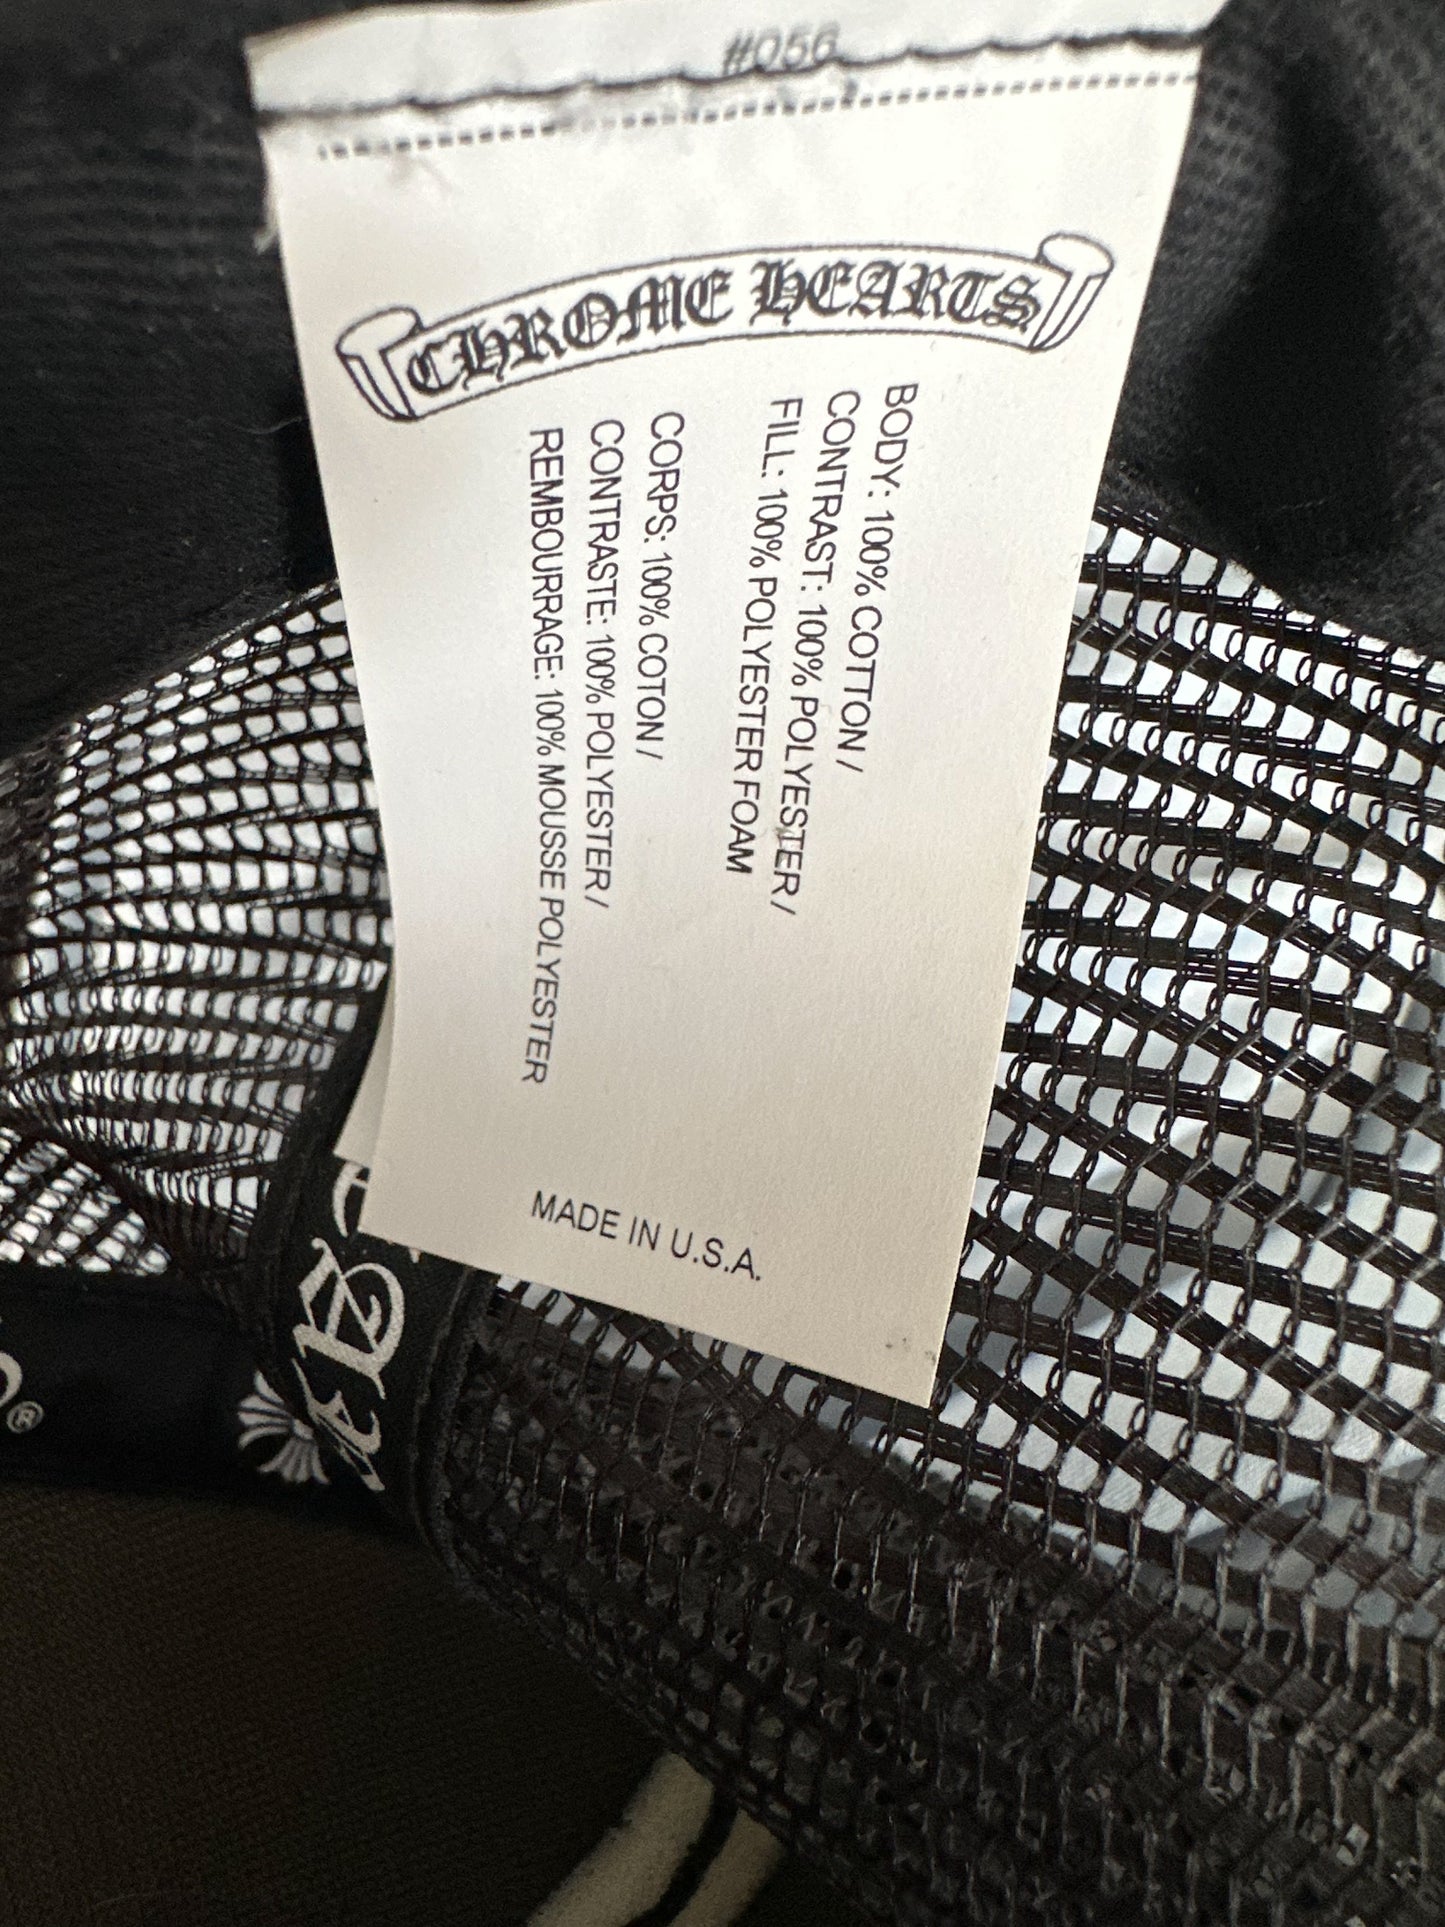 #056
CHROME HEARTS
BODY: 100% COTTON /
CONTRAST: 100% POLYESTER /
FILL: 100% POLYESTER FOAM
CORPS: 100% COTON /
CONTRASTE: 100% POLYESTER /
REMBOURRAGE: 100% MOUSSE POLYESTER
MADE IN U.S.A.
®